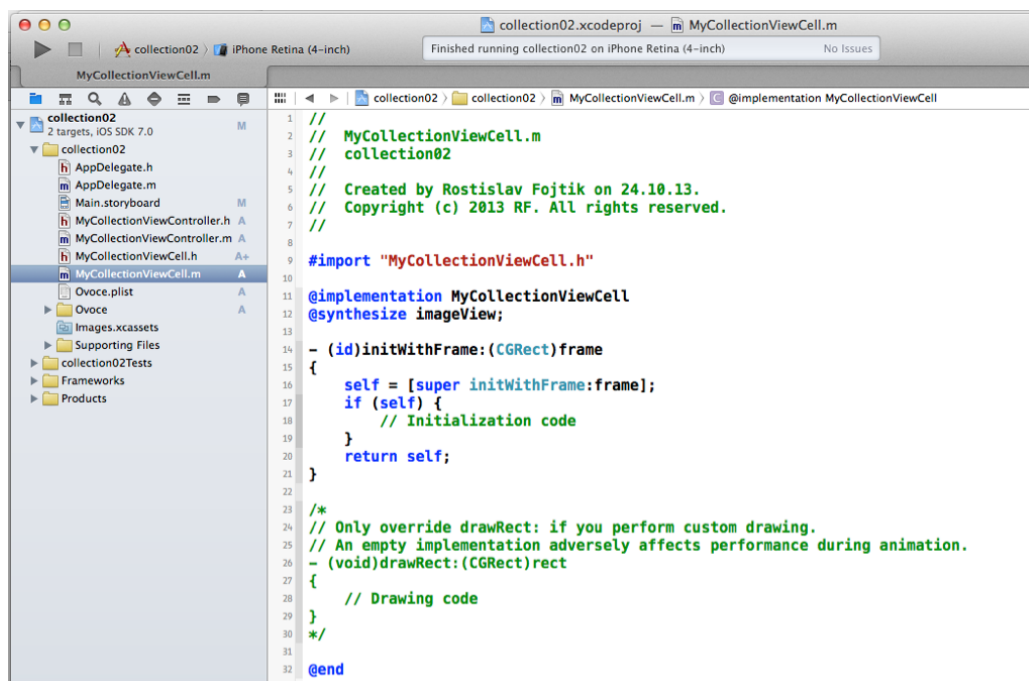 collection02.xcodeproj — MyCollectionViewCell.m
collection02 〉 iPhone Retina (4-inch)
Finished running collection02 on iPhone Retina (4-inch) No Issues
MyCollectionViewCell.m
collection02 〉 collection02 〉 MyCollectionViewCell.m 〉 @implementation MyCollectionViewCell
collection02 M
2 targets, iOS SDK 7.0
collection02
AppDelegate.h
AppDelegate.m
Main.storyboard M
MyCollectionViewController.h A
MyCollectionViewController.m A
MyCollectionViewCell.h A+
MyCollectionViewCell.m A
Ovoce.plist A
Ovoce A
Images.xcassets
Supporting Files
collection02Tests
Frameworks
Products
1 //
2 // MyCollectionViewCell.m
3 // collection02
4 //
5 // Created by Rostislav Fojtik on 24.10.13.
6 // Copyright (c) 2013 RF. All rights reserved.
7 //
8
9 #import "MyCollectionViewCell.h"
10
11 @implementation MyCollectionViewCell
12 @synthesize imageView;
13
14 - (id)initWithFrame:(CGRect)frame
15 {
16 self = [super initWithFrame:frame];
17 if (self) {
18 // Initialization code
19 }
20 return self;
21 }
22
23 /*
24 // Only override drawRect: if you perform custom drawing.
25 // An empty implementation adversely affects performance during animation.
26 - (void)drawRect:(CGRect)rect
27 {
28 // Drawing code
29 }
30 */
31
32 @end